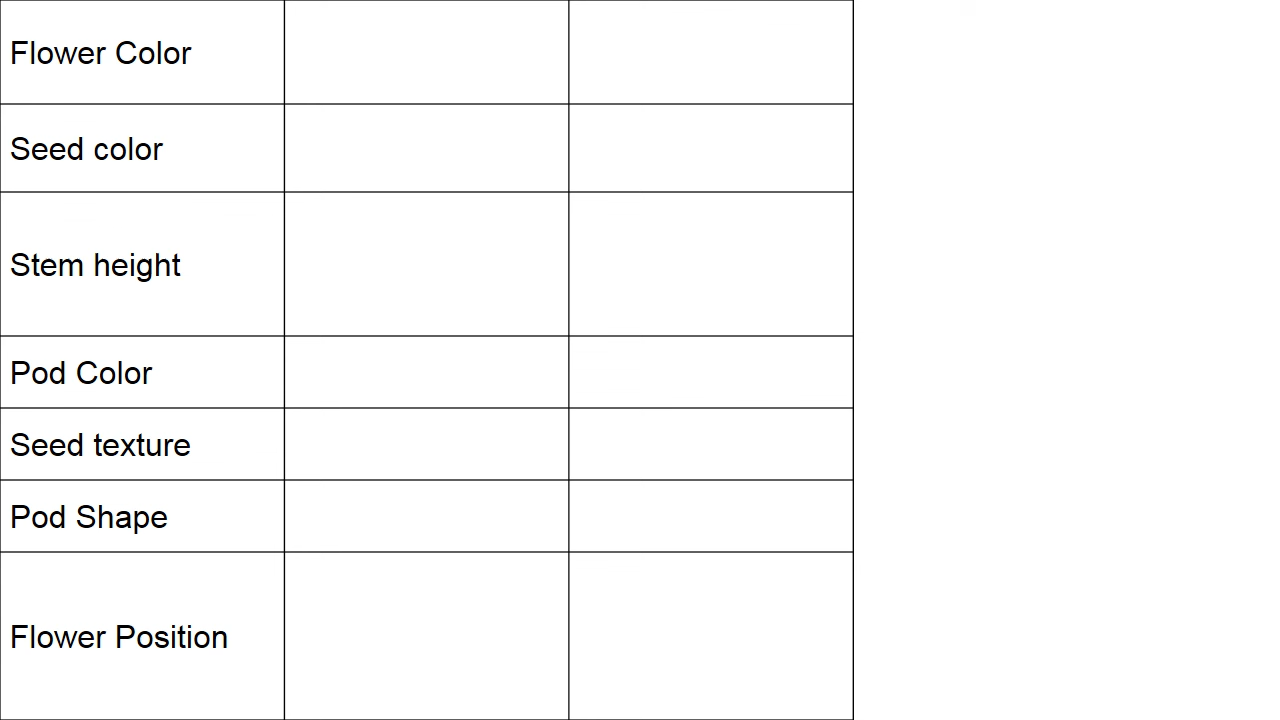 Flower Color
Seed color
Stem height
Pod Color
Seed texture
Pod Shape
Flower Position